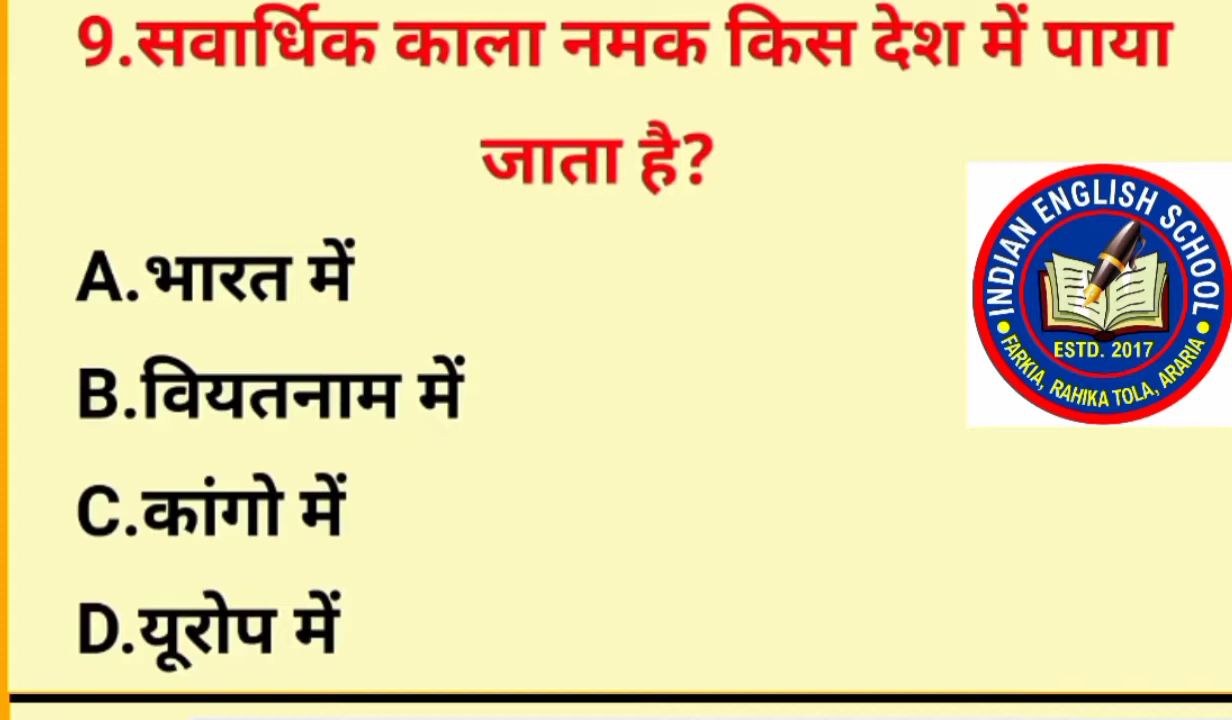 9.सवार्धिक काला नमक किस देश में पाया
जाता है?
A.भारत में
B.वियतनाम में
C.कांगो में
D.यूरोप में
INDIAN ENGLISH SCHOOL
ESTD. 2017
FARKIA, RAHIKA TOLA, ARARIA